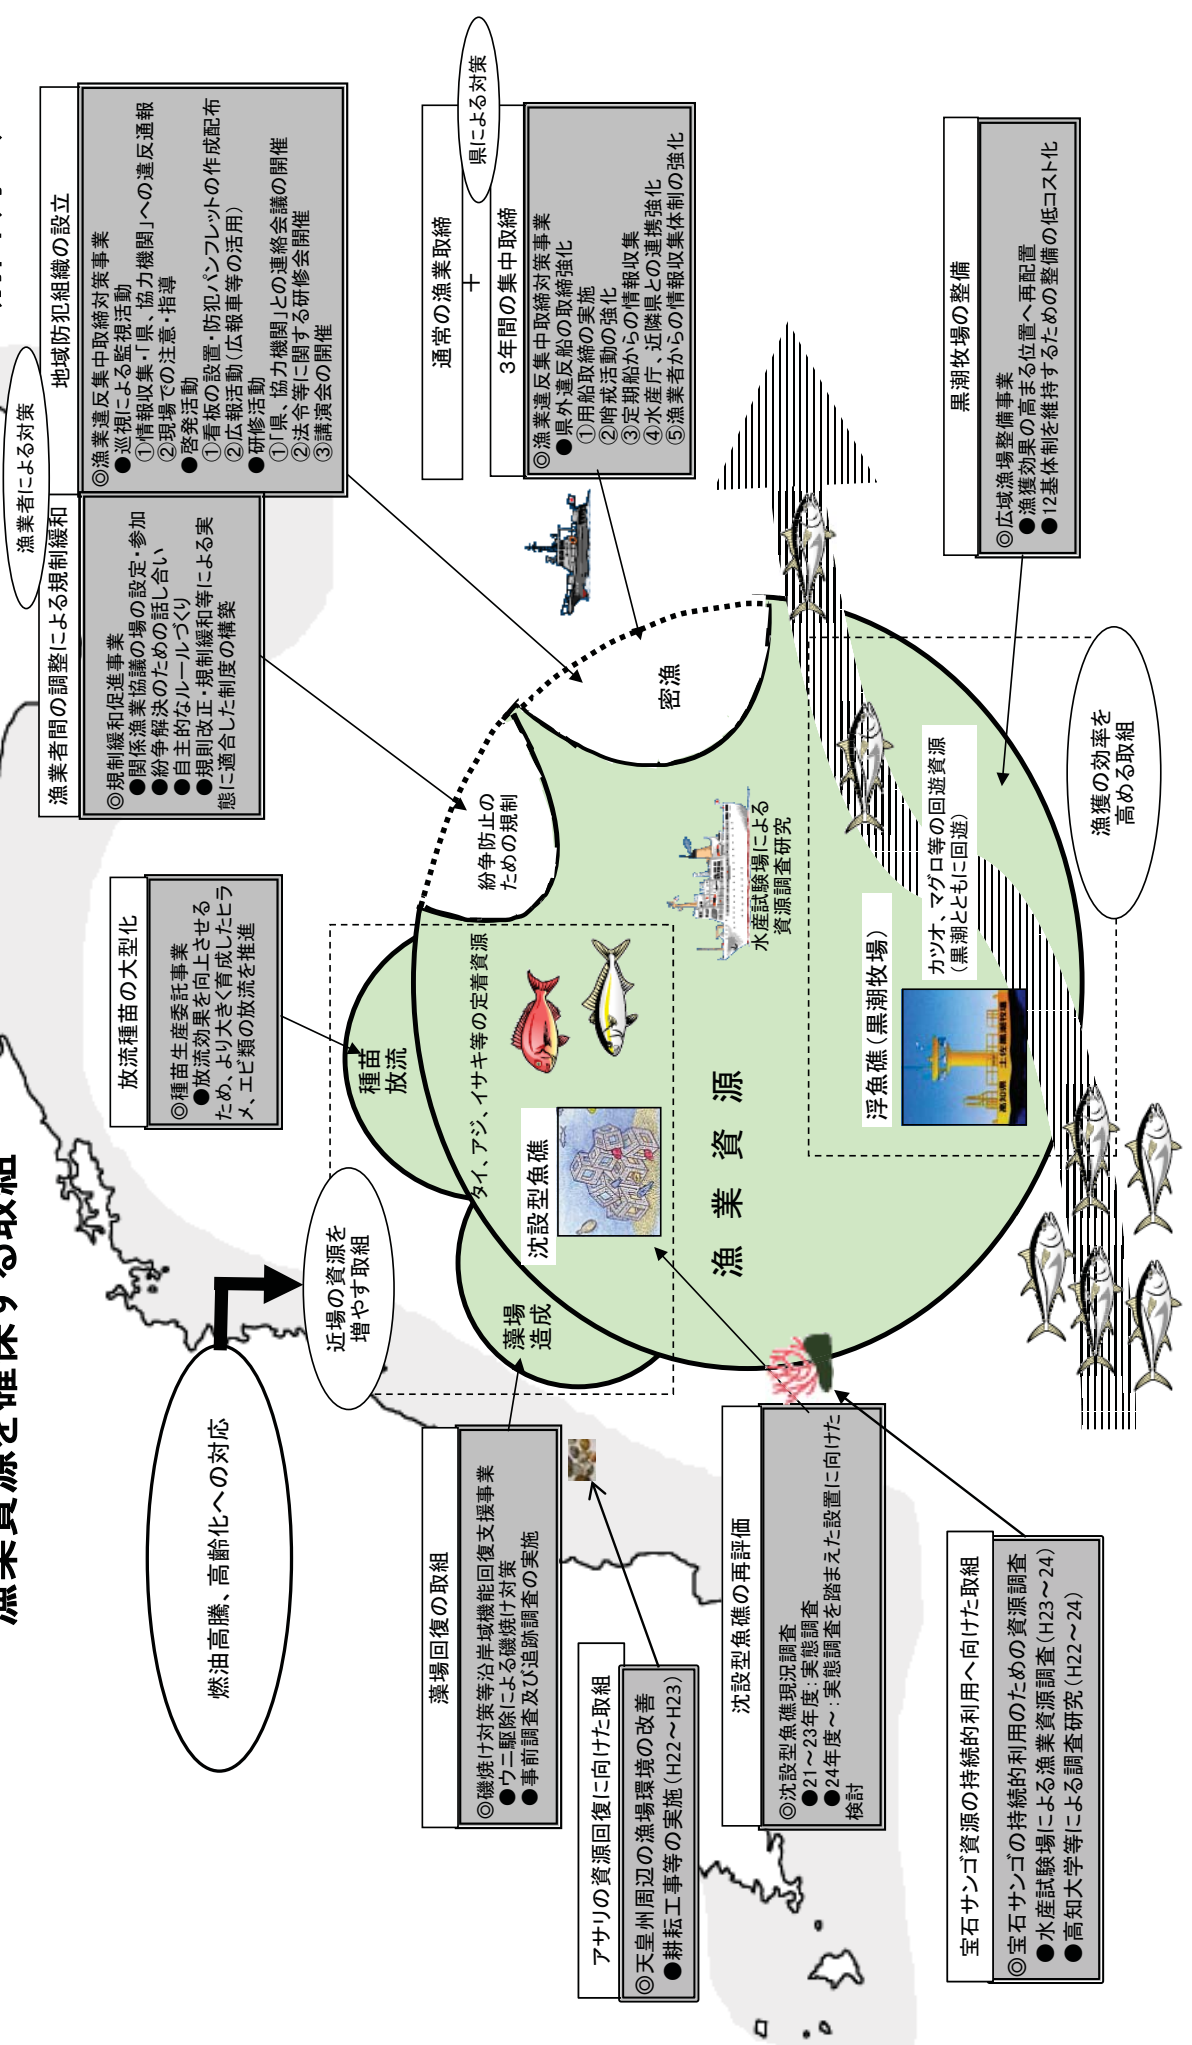 漁業資源を確保する取組
燃油高騰、高齢化への対応
近場の資源を
増やす取組
放流種苗の大型化
◎種苗生産委託事業
●放流効果を向上させる
ため、より大きく育成したヒラ
メ、エビ類の放流を推進
漁業者による対策
漁業者間の調整による規制緩和
◎規制緩和促進事業
●関係漁業協議の場の設定・参加
●紛争解決のための話し合い
●自主的なルールづくり
●規則改正・規制緩和等による実
態に適合した制度の構築
地域防犯組織の設立
◎漁業違反集中取締対策事業
●巡視による監視活動
①情報収集・「県、協力機関」への違反通報
②現場での注意・指導
●啓発活動
①看板の設置・防犯パンフレットの作成配布
②広報活動(広報車等の活用)
●研修活動
①「県、協力機関」との連絡会議の開催
②法令等に関する研修会開催
③講演会の開催
藻場回復の取組
◎磯焼け対策等沿岸域機能回復支援事業
●ウニ駆除による磯焼け対策
●事前調査及び追跡調査の実施
アサリの資源回復に向けた取組
◎天皇州周辺の漁場環境の改善
●耕耘工事等の実施(H22～H23)
沈設型魚礁の再評価
◎沈設型魚礁現況調査
●21～23年度:実態調査
●24年度～:実態調査を踏まえた設置に向けた
検討
宝石サンゴ資源の持続的利用へ向けた取組
◎宝石サンゴの持続的利用のための資源調査
●水産試験場による漁業資源調査(H23～24)
●高知大学等による調査研究(H22～24)
藻場
造成
種苗
放流
タイ、アジ、イサキ等の定着資源
沈設型魚礁
漁業資源
紛争防止の
ための規制
密漁
水産試験場による
資源調査研究
浮魚礁(黒潮牧場)
カツオ、マグロ等の回遊資源
(黒潮とともに回遊)
漁獲の効率を
高める取組
県による対策
通常の漁業取締
＋
３年間の集中取締
◎漁業違反集中取締対策事業
●県外違反船の取締強化
①用船取締の実施
②哨戒活動の強化
③定期船からの情報収集
④水産庁、近隣県との連携強化
⑤漁業者からの情報収集体制の強化
黒潮牧場の整備
◎広域漁場整備事業
●漁獲効果の高まる位置へ再配置
●12基体制を維持するための整備の低コスト化